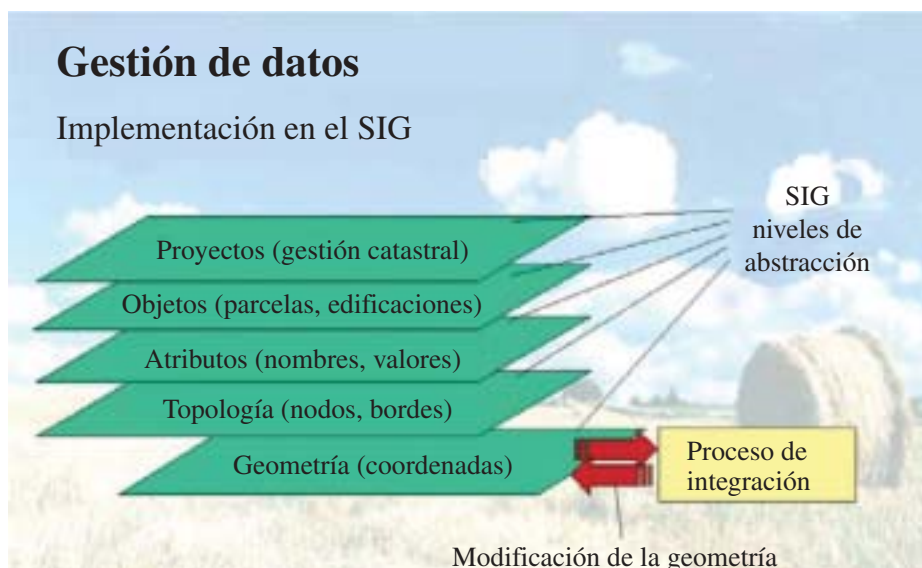 Gestión de datos
Implementación en el SIG
SIG
niveles de
abstracción
Proyectos (gestión catastral)
Objetos (parcelas, edificaciones)
Atributos (nombres, valores)
Topología (nodos, bordes)
Geometría (coordenadas)
Proceso de
integración
Modificación de la geometría